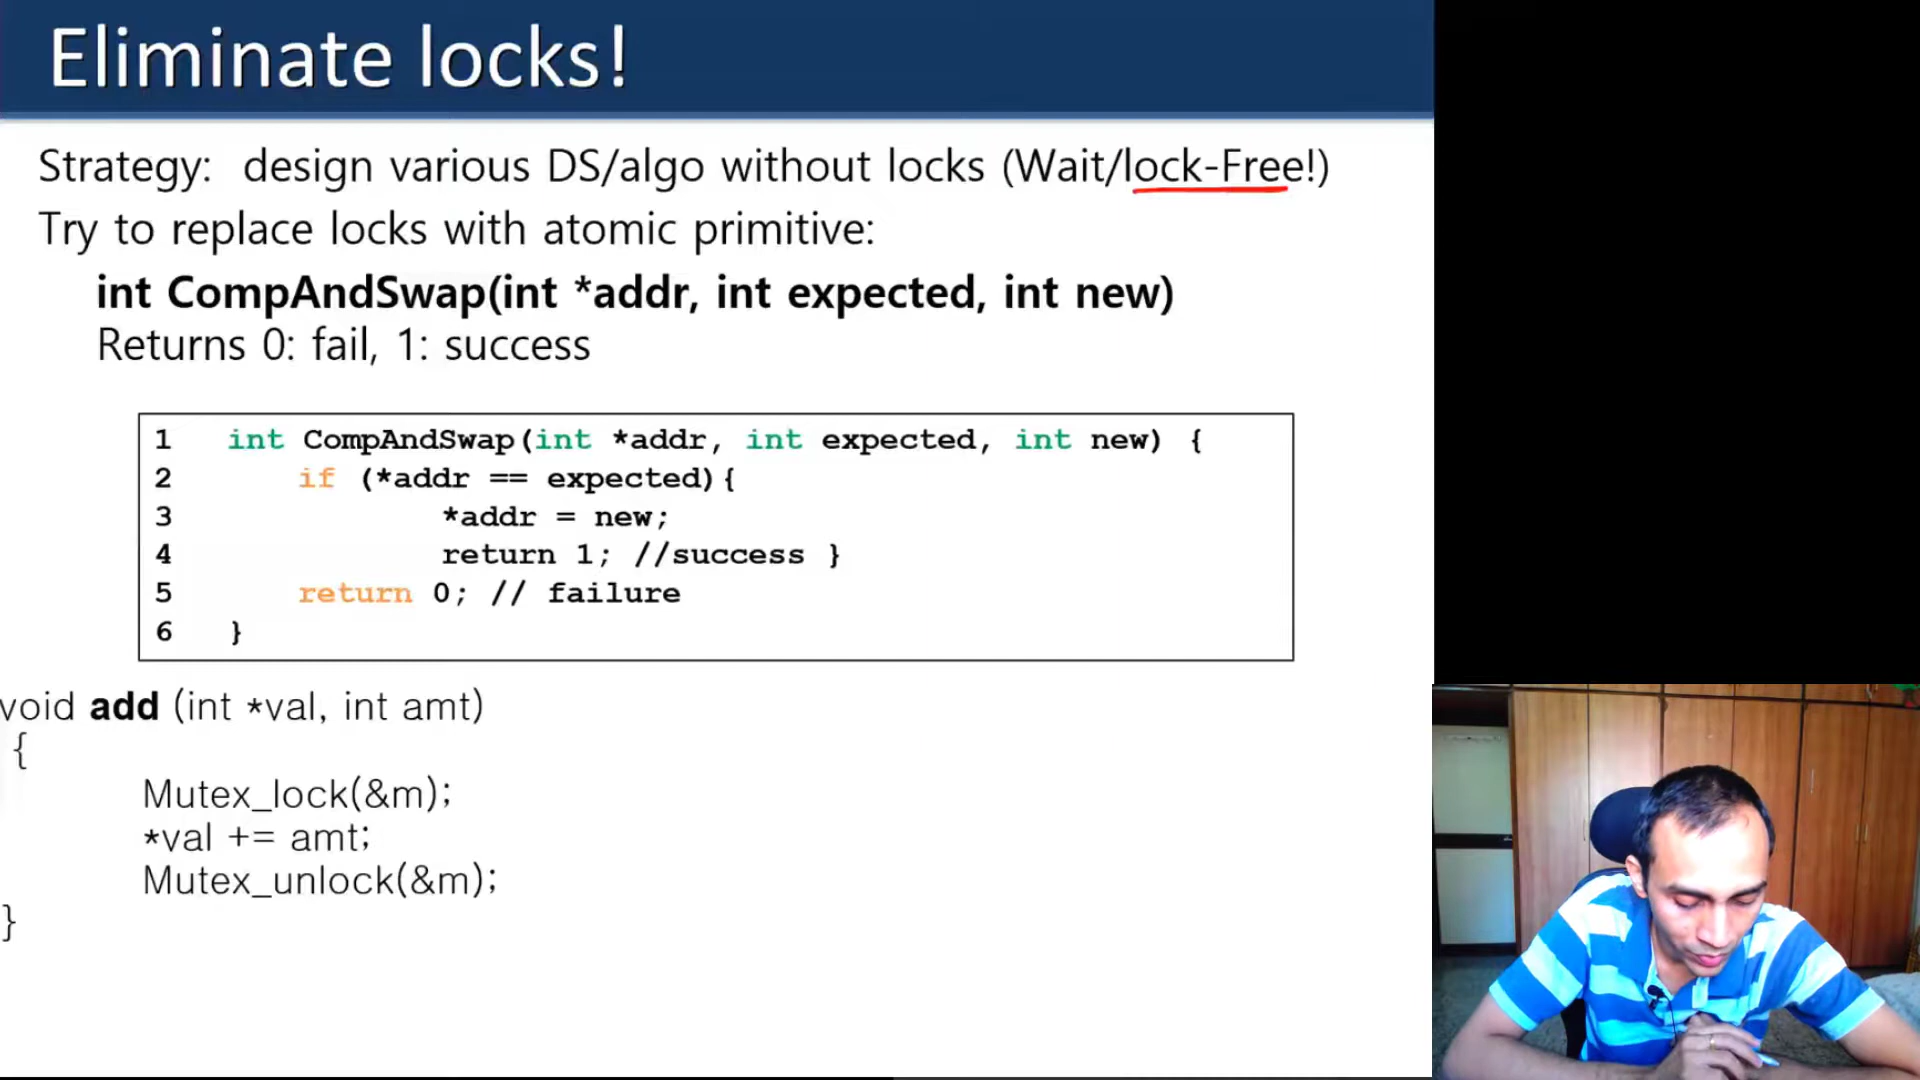 Eliminate locks!
Strategy: design various DS/algo without locks (Wait/lock-Free!)
Try to replace locks with atomic primitive:
int CompAndSwap(int *addr, int expected, int new)
Returns 0: fail, 1: success
1 int CompAndSwap(int *addr, int expected, int new) {
2 if (*addr == expected){
3 *addr = new;
4 return 1; //success }
5 return 0; // failure
6 }
void add (int *val, int amt)
{
Mutex_lock(&m);
*val += amt;
Mutex_unlock(&m);
}